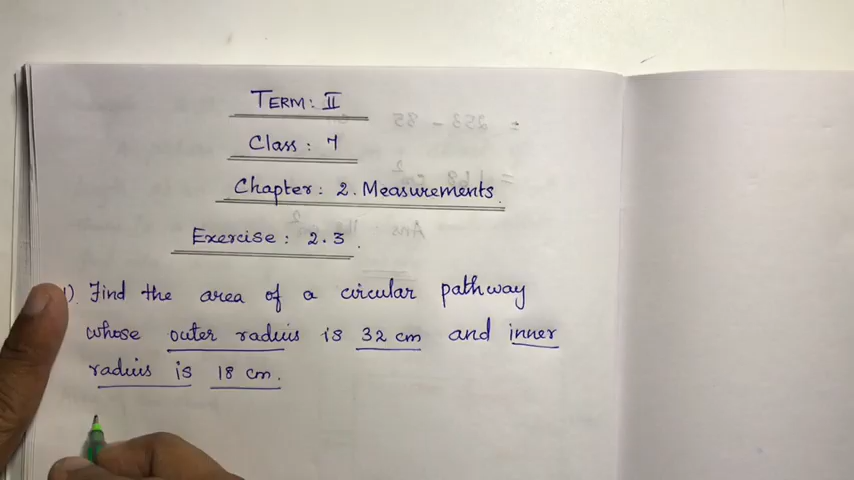 TERM: II
Class: 7
Chapter: 2. Measurements.
Exercise: 2.3.
1). Find the area of a circular pathway
whose outer radius is 32 cm and inner
radius is 18 cm.